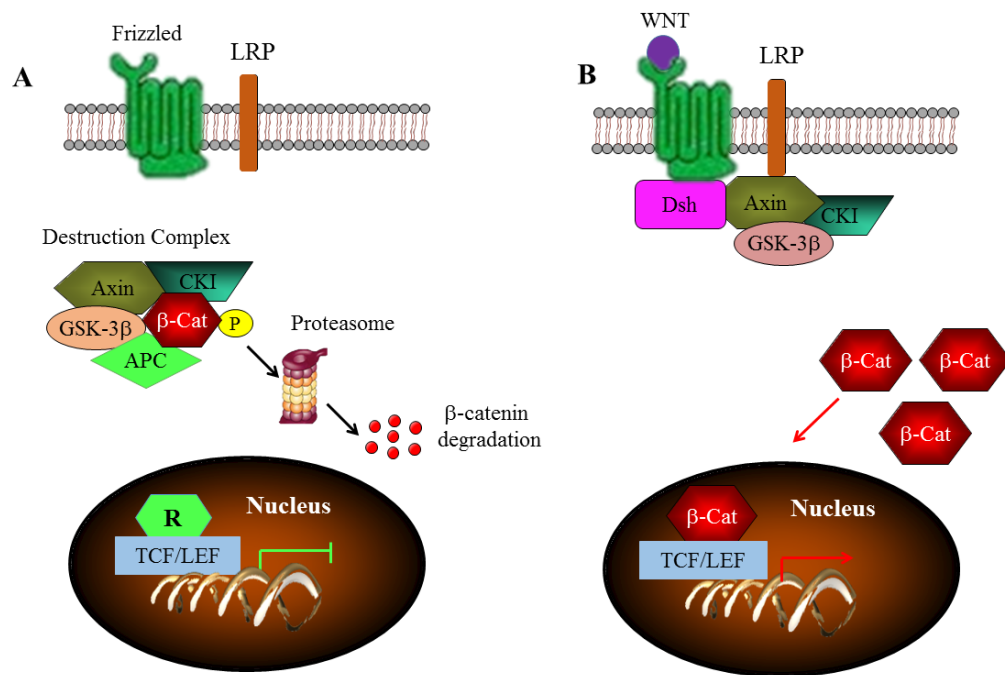 A
Frizzled
LRP
Destruction Complex
Axin
CKI
GSK-3β
β-Cat
P
APC
Proteasome
β-catenin
degradation
R
Nucleus
TCF/LEF
B
WNT
LRP
Dsh
Axin
CKI
GSK-3β
β-Cat
β-Cat
β-Cat
β-Cat
Nucleus
TCF/LEF